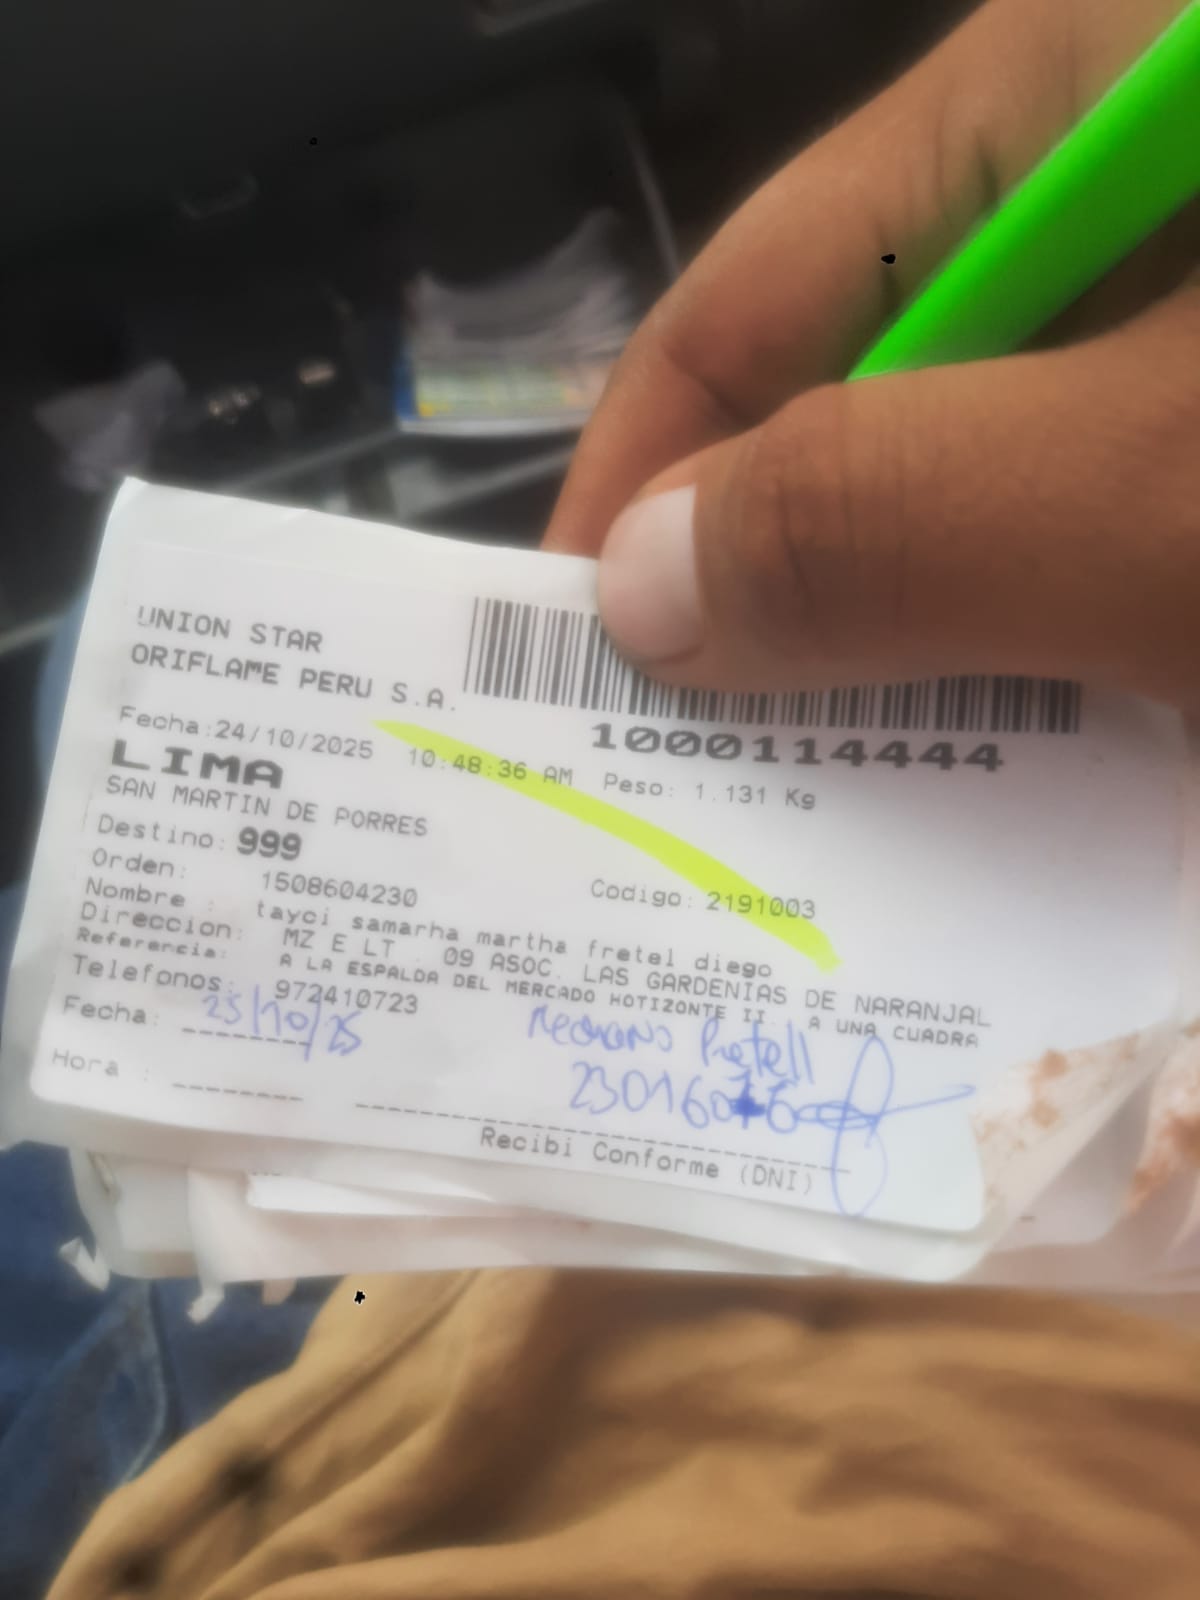 UNION STAR
ORIFLAME PERU S.A.
1000114444
Fecha:24/10/2025 10:48:36 AM Peso: 1.131 Kg
LIMA
SAN MARTIN DE PORRES
Destino: 999
Orden: 1508604230 Codigo: 2191003
Nombre : tayci samarha martha fretel diego
Direccion: MZ E LT . 09 ASOC. LAS GARDENIAS DE NARANJAL
Referencia: A LA ESPALDA DEL MERCADO HOTIZONTE II. A UNA CUADRA
Telefonos: 972410723
Fecha: 25/10/25
Hora :
Recibi Conforme (DNI)